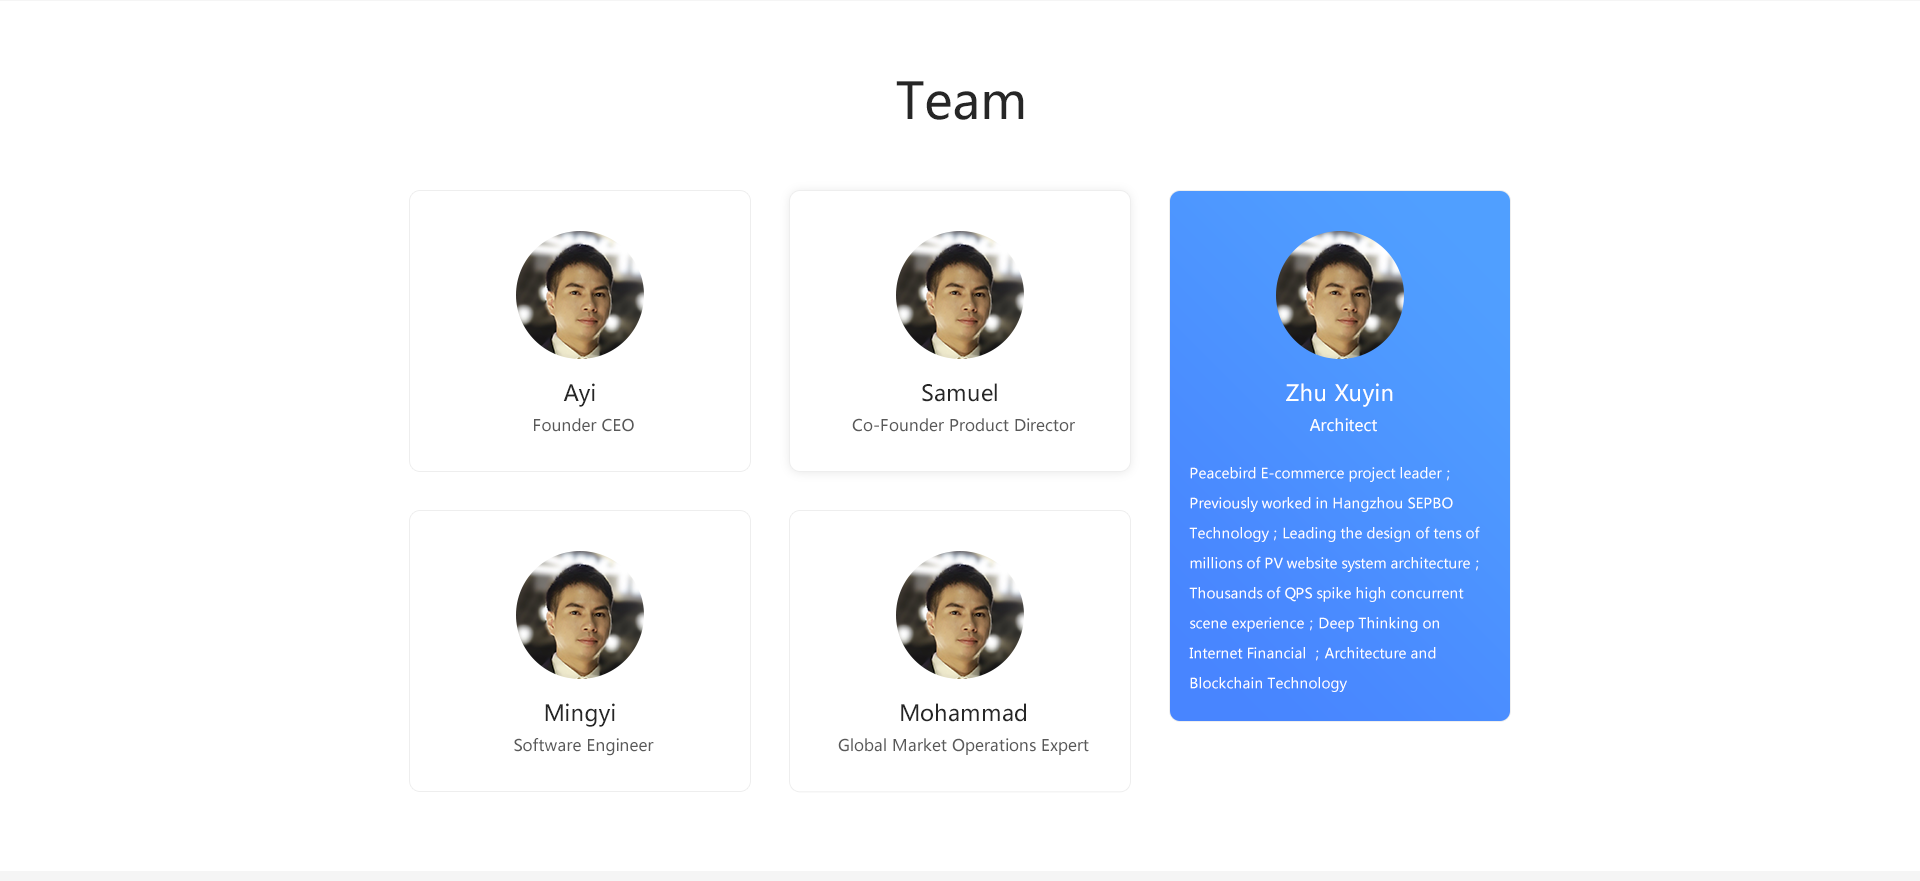 Team
Ayi
Founder CEO
Samuel
Co-Founder Product Director
Zhu Xuyin
Architect
Peacebird E-commerce project leader ;
Previously worked in Hangzhou SEPBO
Technology ; Leading the design of tens of
millions of PV website system architecture ;
Thousands of QPS spike high concurrent
scene experience ; Deep Thinking on
Internet Financial ; Architecture and
Blockchain Technology
Mingyi
Software Engineer
Mohammad
Global Market Operations Expert